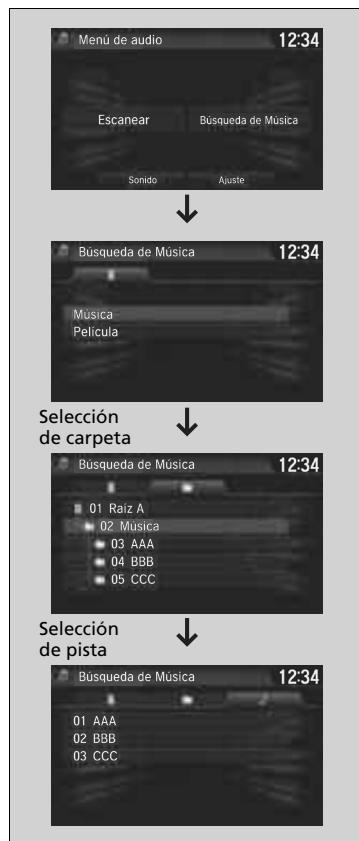 Menú de audio 12:34
Escanear Búsqueda de Música
Sonido Ajuste
Búsqueda de Música 12:34
Música
Película
Selección
de carpeta
Búsqueda de Música 12:34
01 Raíz A
02 Música
03 AAA
04 BBB
05 CCC
Selección
de pista
Búsqueda de Música 12:34
01 AAA
02 BBB
03 CCC